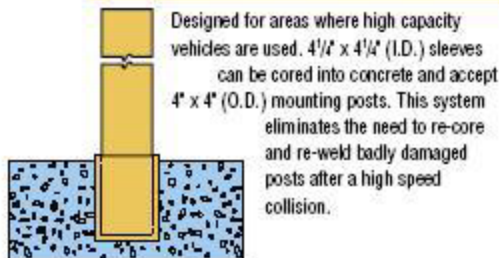 Designed for areas where high capacity
vehicles are used. 4¹/₄" x 4¹/₄" (I.D.) sleeves
can be cored into concrete and accept
4" x 4" (O.D.) mounting posts. This system
eliminates the need to re-core
and re-weld badly damaged
posts after a high speed
collision.